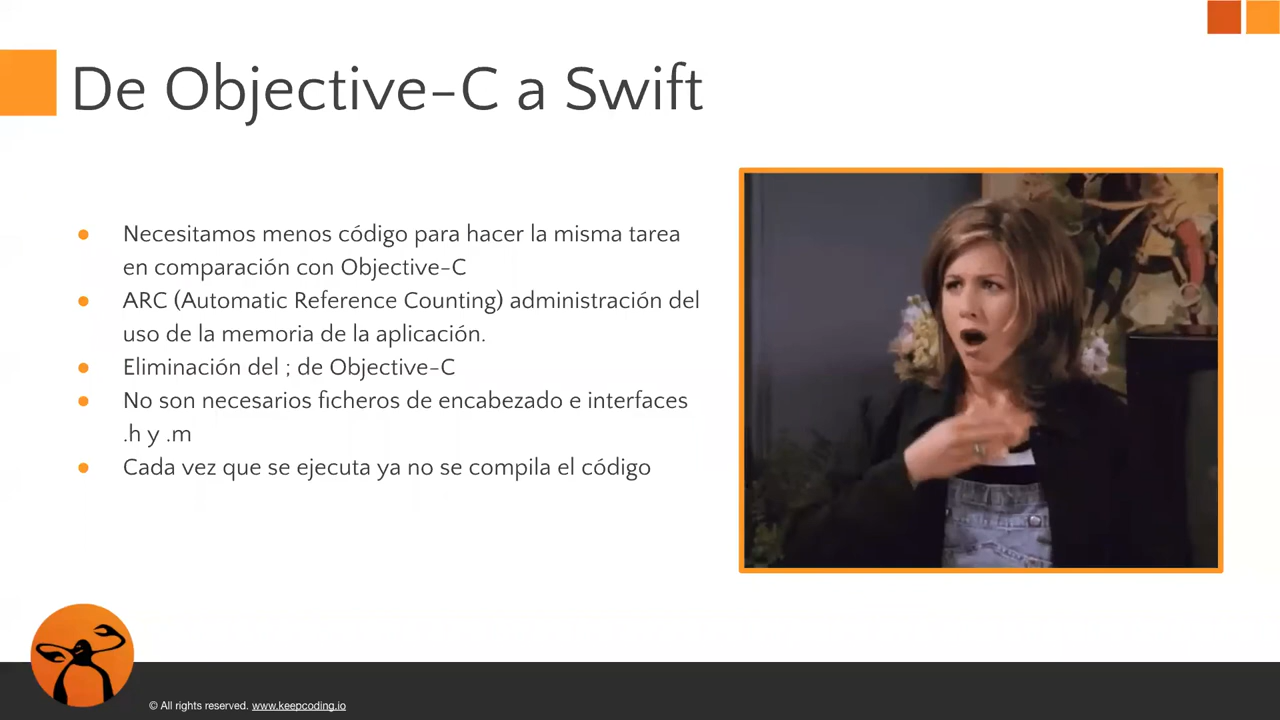 De Objective-C a Swift
● Necesitamos menos código para hacer la misma tarea
en comparación con Objective-C
● ARC (Automatic Reference Counting) administración del
uso de la memoria de la aplicación.
● Eliminación del ; de Objective-C
● No son necesarios ficheros de encabezado e interfaces
.h y .m
● Cada vez que se ejecuta ya no se compila el código
© All rights reserved. www.keepcoding.io